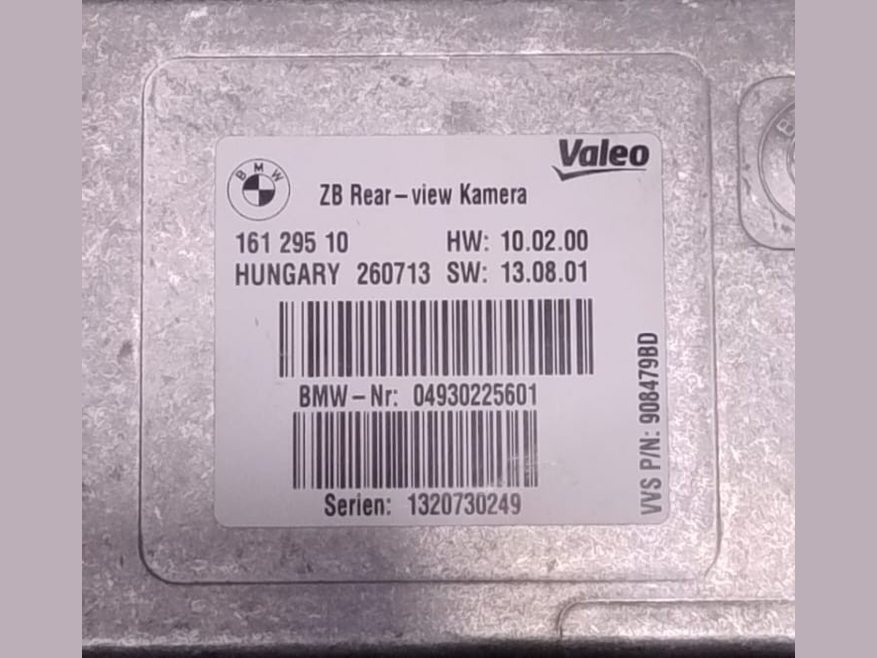 BMW
Valeo
ZB Rear-view Kamera
161 295 10 HW: 10.02.00
HUNGARY 260713 SW: 13.08.01
BMW-Nr: 04930225601
Serien: 1320730249
VVS P/N: 908479BD